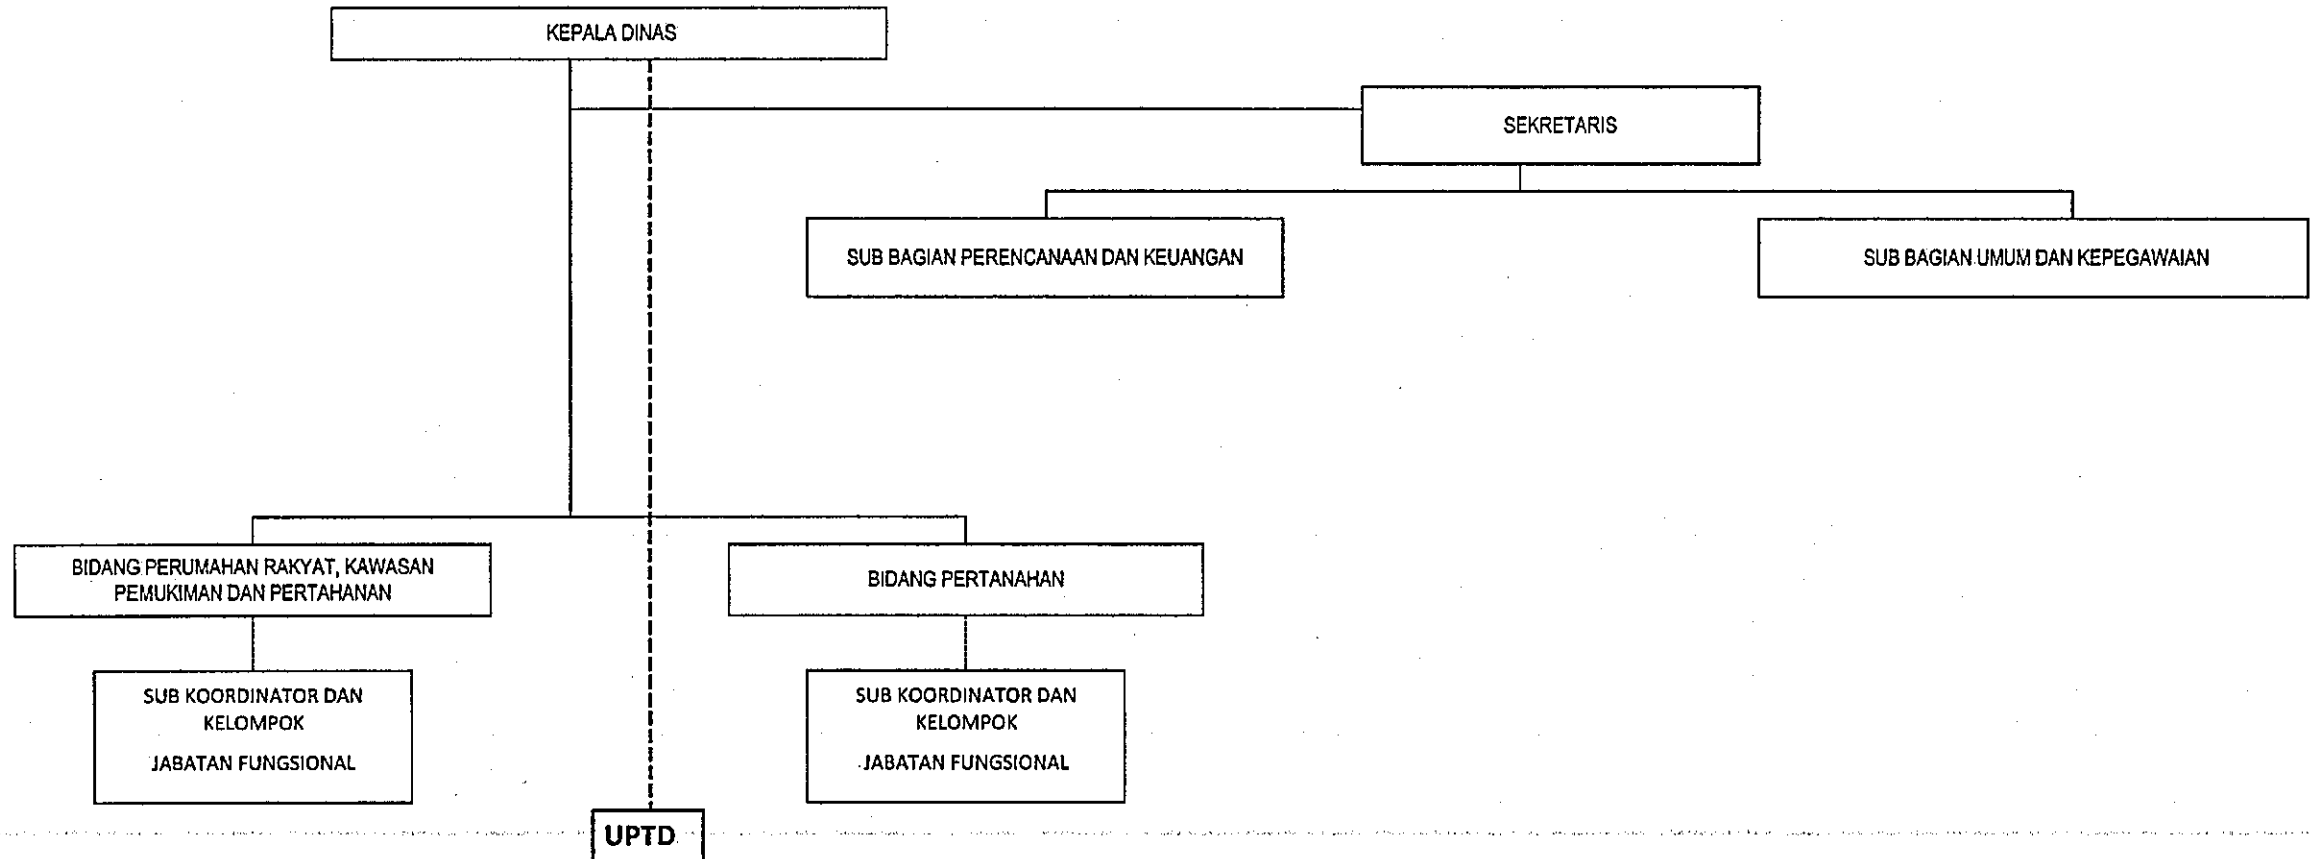 KEPALA DINAS
SEKRETARIS
SUB BAGIAN PERENCANAAN DAN KEUANGAN
SUB BAGIAN UMUM DAN KEPEGAWAIAN
BIDANG PERUMAHAN RAKYAT, KAWASAN
PEMUKIMAN DAN PERTAHANAN
BIDANG PERTANAHAN
SUB KOORDINATOR DAN
KELOMPOK
JABATAN FUNGSIONAL
SUB KOORDINATOR DAN
KELOMPOK
JABATAN FUNGSIONAL
UPTD